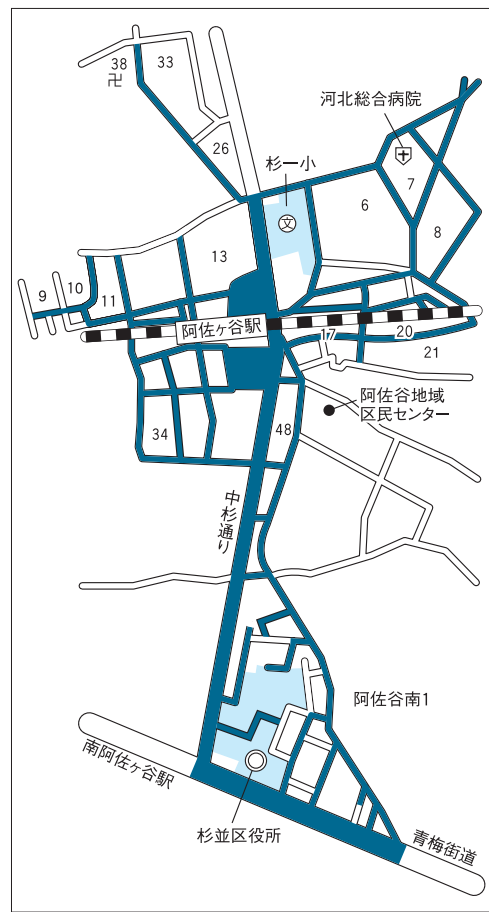 38
卍
33
26
河北総合病院
杉一小
文
7
6
8
13
9
10
11
阿佐ヶ谷駅
17
20
21
阿佐谷地域
区民センター
34
48
中杉通り
阿佐谷南1
南阿佐ヶ谷駅
杉並区役所
青梅街道